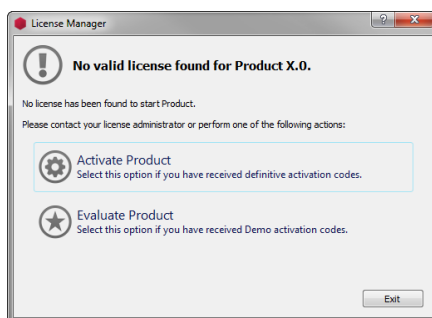 License Manager
No valid license found for Product X.0.
No license has been found to start Product.
Please contact your license administrator or perform one of the following actions:
Activate Product
Select this option if you have received definitive activation codes.
Evaluate Product
Select this option if you have received Demo activation codes.
Exit